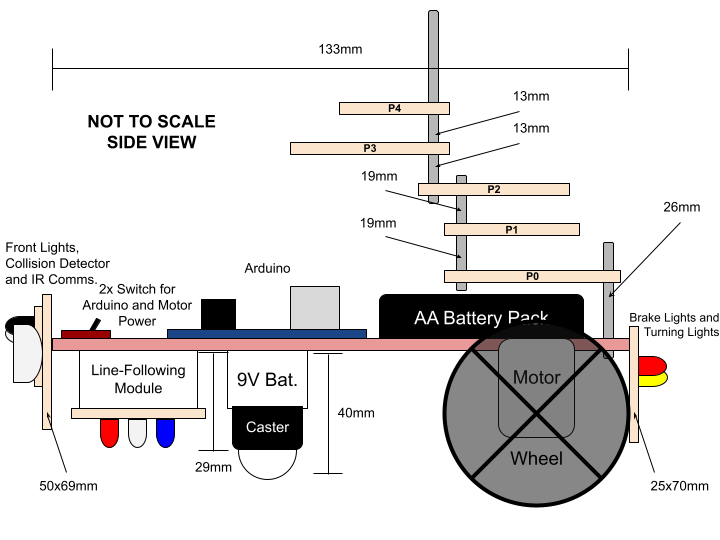 133mm
NOT TO SCALE
SIDE VIEW
P4
13mm
P3
13mm
19mm
P2
19mm
P1
26mm
P0
Front Lights,
Collision Detector
and IR Comms.
2x Switch for
Arduino and Motor
Power
Arduino
AA Battery Pack
Brake Lights and
Turning Lights
Line-Following
Module
9V Bat.
Caster
40mm
29mm
Motor
Wheel
50x69mm
25x70mm